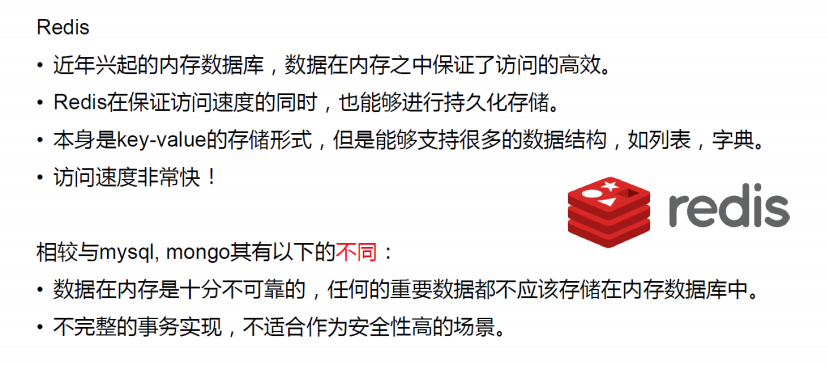 Redis
• 近年兴起的内存数据库，数据在内存之中保证了访问的高效。
• Redis在保证访问速度的同时，也能够进行持久化存储。
• 本身是key-value的存储形式，但是能够支持很多的数据结构，如列表，字典。
• 访问速度非常快！
redis
相较与mysql, mongo其有以下的不同：
• 数据在内存是十分不可靠的，任何的重要数据都不应该存储在内存数据库中。
• 不完整的事务实现，不适合作为安全性高的场景。